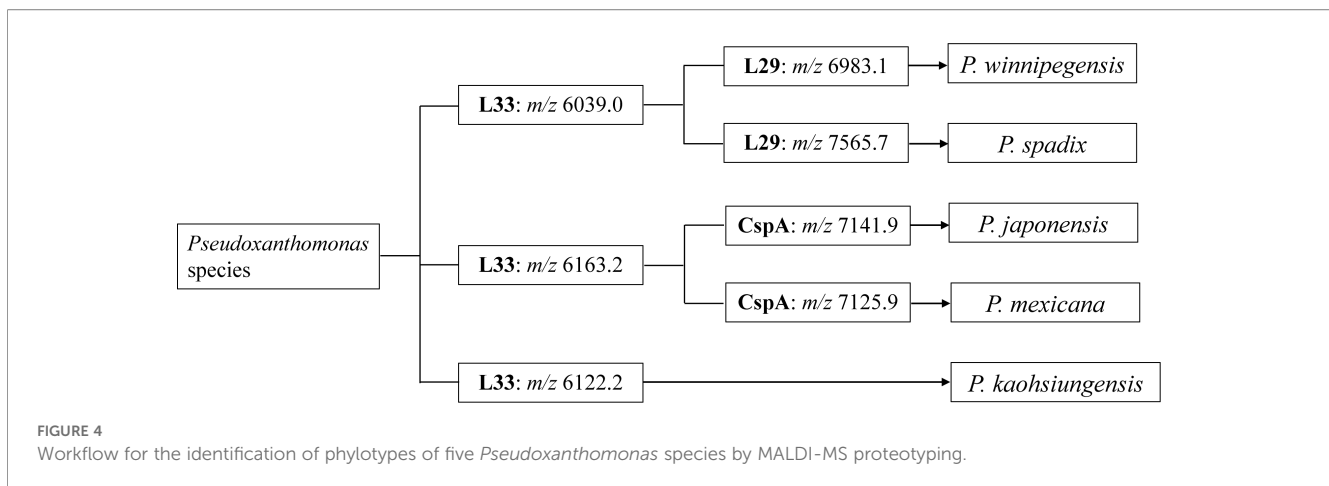 L29: m/z 6983.1
P. winnipegensis
L33: m/z 6039.0
L29: m/z 7565.7
P. spadix
CspA: m/z 7141.9
P. japonensis
Pseudoxanthomonas
species
L33: m/z 6163.2
CspA: m/z 7125.9
P. mexicana
L33: m/z 6122.2
P. kaohsiungensis
FIGURE 4
Workflow for the identification of phylotypes of five Pseudoxanthomonas species by MALDI-MS proteotyping.